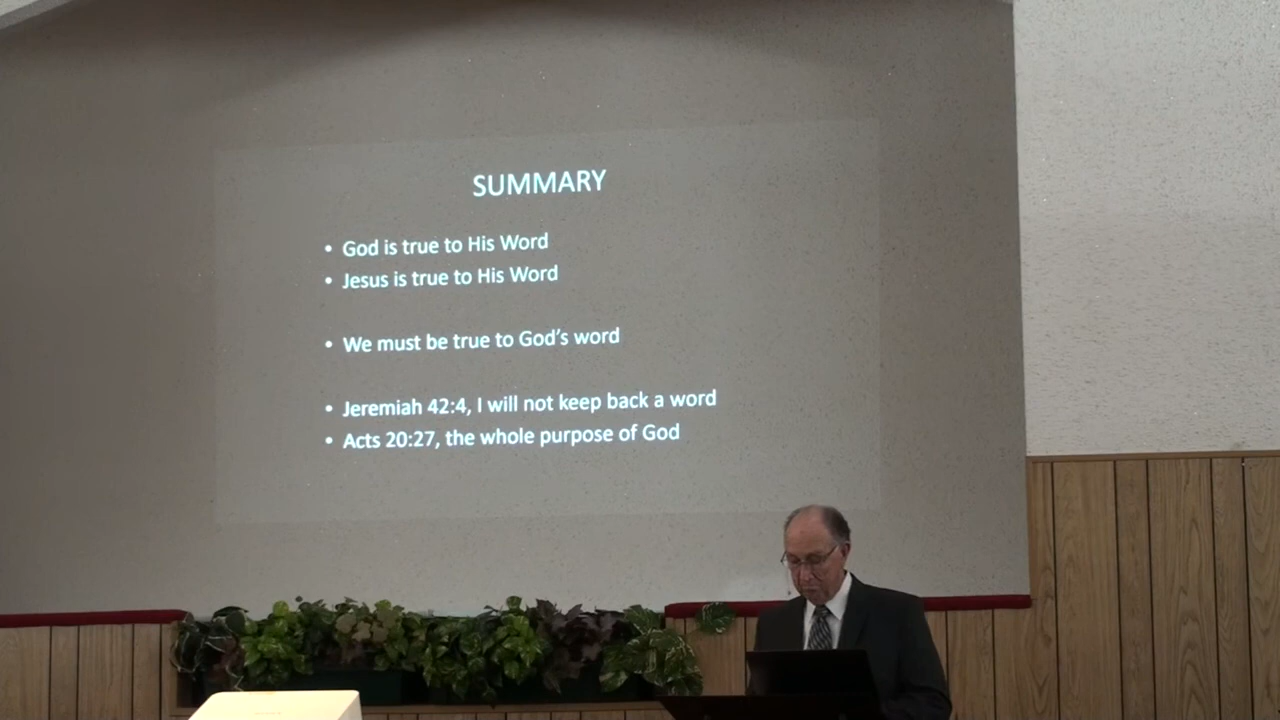 SUMMARY
• God is true to His Word
• Jesus is true to His Word
• We must be true to God's word
• Jeremiah 42:4, I will not keep back a word
• Acts 20:27, the whole purpose of God